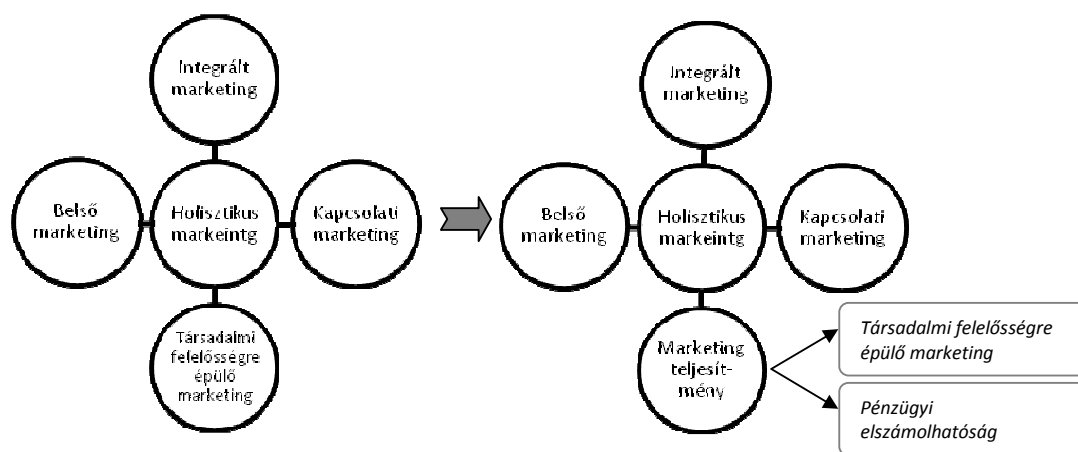 Integrált
marketing
Belső
marketing
Holisztikus
markeintg
Kapcsolati
marketing
Társadalmi
felelősségre
épülő
marketing
Integrált
marketing
Belső
marketing
Holisztikus
markeintg
Kapcsolati
marketing
Marketing
teljesít-
mény
Társadalmi felelősségre
épülő marketing
Pénzügyi
elszámolhatóság